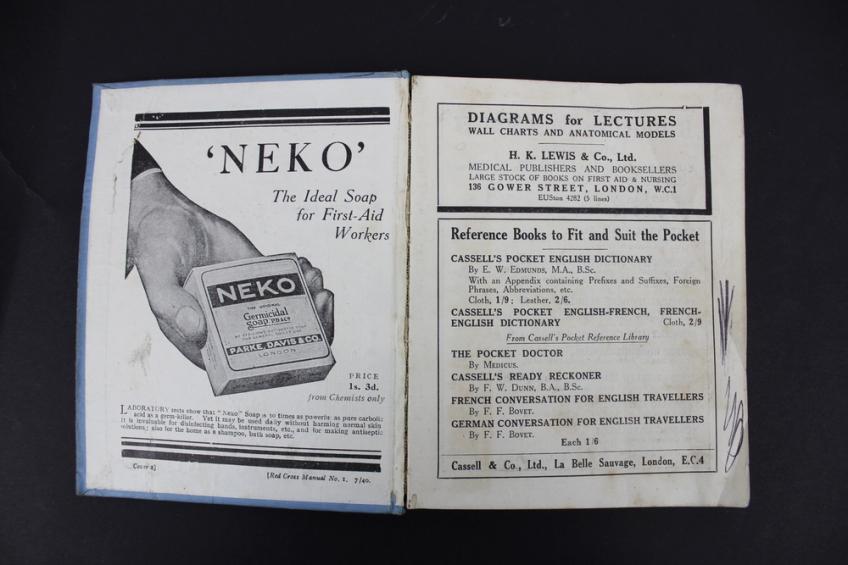 'NEKO'
The Ideal Soap
for First-Aid
Workers
NEKO
THE ORIGINAL
Germicidal
soap
PARKE, DAVIS & CO.
LONDON
PRICE
1s. 3d.
from Chemists only
LABORATORY tests show that "Neko" Soap is 10 times as powerful as pure carbolic
acid as a germ-killer. Yet it may be used daily without harming normal skin
It is invaluable for disinfecting hands, instruments, etc., and for making antiseptic
solutions; also for the home as a shampoo, bath soap, etc.
Cover 2]
[Red Cross Manual No. 1. 7/40.
DIAGRAMS for LECTURES
WALL CHARTS AND ANATOMICAL MODELS
H. K. LEWIS & Co., Ltd.
MEDICAL PUBLISHERS AND BOOKSELLERS
LARGE STOCK OF BOOKS ON FIRST AID & NURSING
136 GOWER STREET, LONDON, W.C.1
EUSton 4282 (5 lines)
Reference Books to Fit and Suit the Pocket
CASSELL'S POCKET ENGLISH DICTIONARY
By E. W. EDMUNDS, M.A., B.Sc.
With an Appendix containing Prefixes and Suffixes, Foreign
Phrases, Abbreviations, etc.
Cloth, 1/9; Leather, 2/6.
CASSELL'S POCKET ENGLISH-FRENCH, FRENCH-
ENGLISH DICTIONARY Cloth, 2/9
From Cassell's Pocket Reference Library
THE POCKET DOCTOR
By MEDICUS.
CASSELL'S READY RECKONER
By F. W. DUNN, B.A., B.Sc.
FRENCH CONVERSATION FOR ENGLISH TRAVELLERS
By F. F. BOVET.
GERMAN CONVERSATION FOR ENGLISH TRAVELLERS
By F. F. BOVET.
Each 1/6
Cassell & Co., Ltd., La Belle Sauvage, London, E.C.4